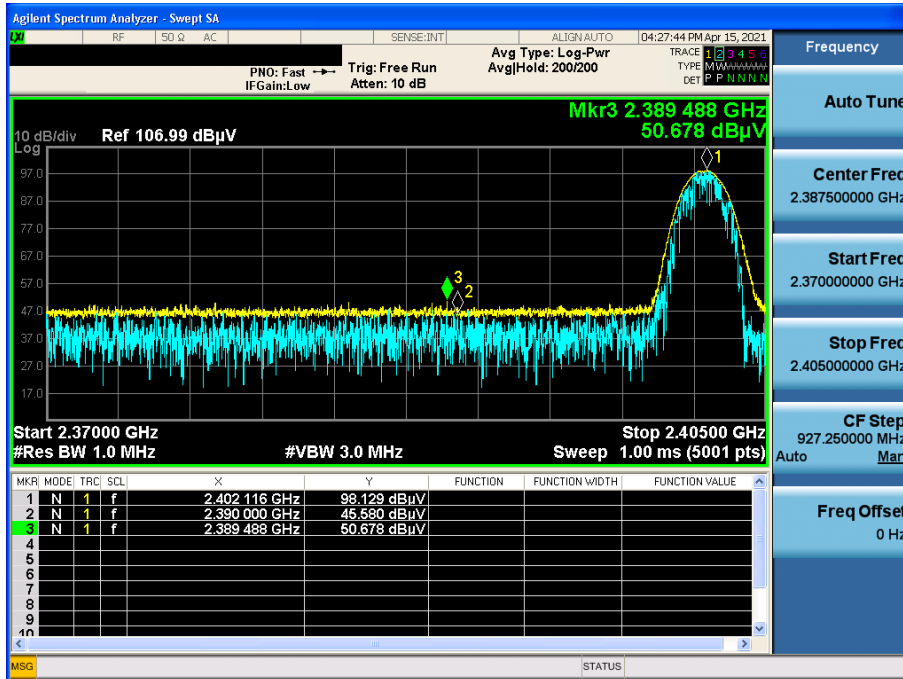 Agilent Spectrum Analyzer - Swept SA
LXI RF 50 Ω AC SENSE:INT ALIGN AUTO 04:27:44 PM Apr 15, 2021
PNO: Fast
IFGain:Low
Trig: Free Run
Atten: 10 dB
Avg Type: Log-Pwr
Avg|Hold: 200/200
TRACE 1 2 3 4 5 6
TYPE M WWWWW
DET P P N N N N
Mkr3 2.389 488 GHz
50.678 dBµV
10 dB/div Ref 106.99 dBµV
Log
97.0
87.0
77.0
67.0
57.0
47.0
37.0
27.0
17.0
1
3
2
Start 2.37000 GHz Stop 2.40500 GHz
#Res BW 1.0 MHz #VBW 3.0 MHz Sweep 1.00 ms (5001 pts)
MKR MODE TRC SCL X Y FUNCTION FUNCTION WIDTH FUNCTION VALUE
1 N 1 f 2.402 116 GHz 98.129 dBµV
2 N 1 f 2.390 000 GHz 45.580 dBµV
3 N 1 f 2.389 488 GHz 50.678 dBµV
4
5
6
7
8
9
10
MSG STATUS
Frequency
Auto Tune
Center Freq
2.387500000 GHz
Start Freq
2.370000000 GHz
Stop Freq
2.405000000 GHz
CF Step
927.250000 MHz
Auto Man
Freq Offset
0 Hz